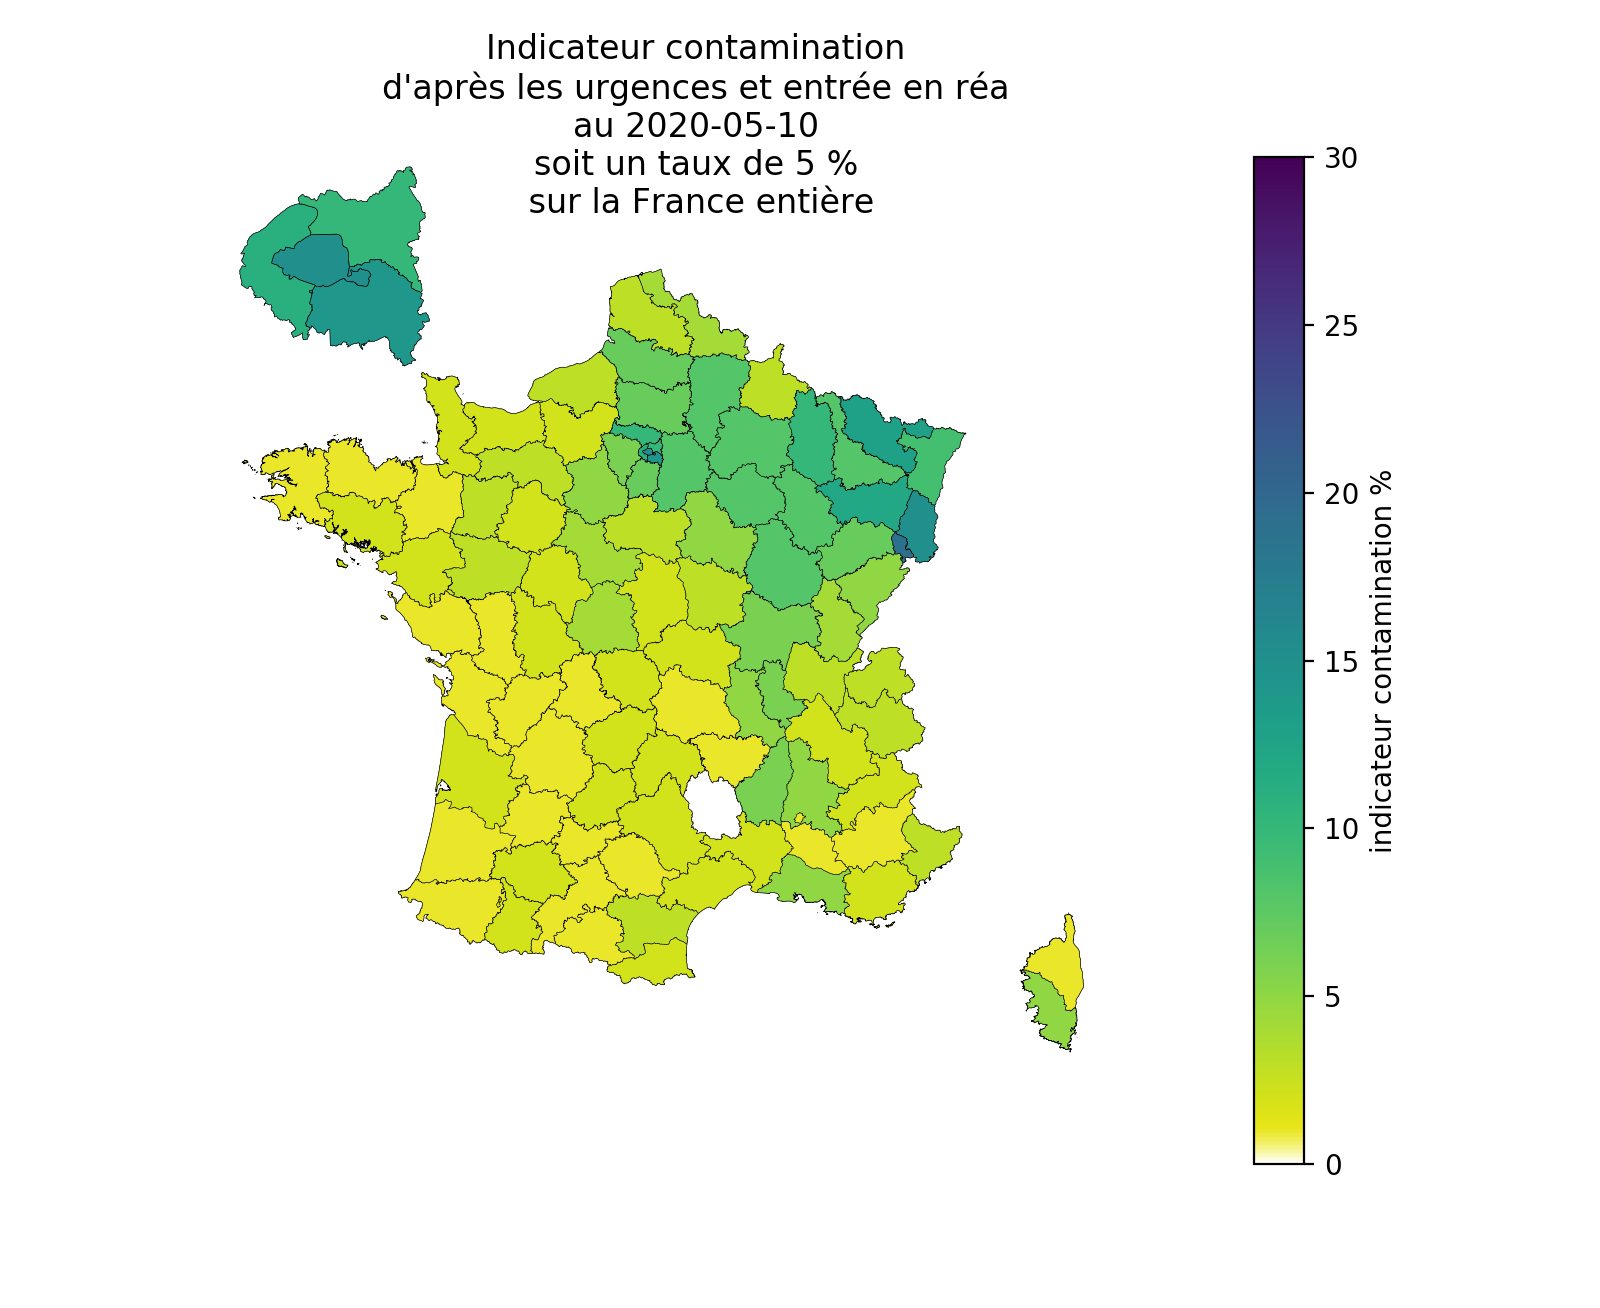 Indicateur contamination
d'après les urgences et entrée en réa
au 2020-05-10
soit un taux de 5 %
sur la France entière
30
25
20
15
10
5
0
indicateur contamination %